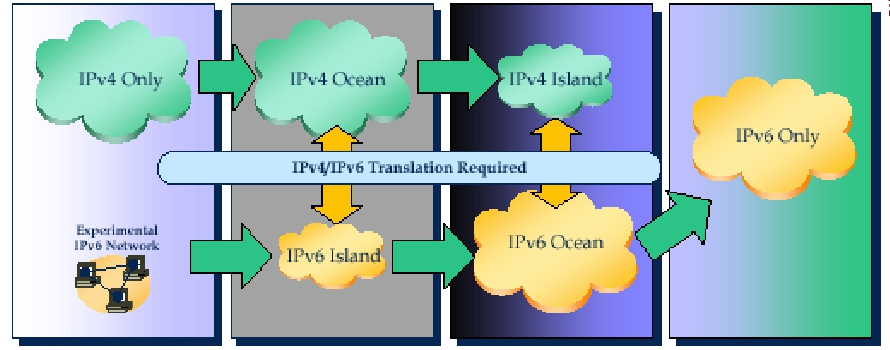 IPv4 Only
IPv4 Ocean
IPv4 Island
IPv6 Only
IPv4/IPv6 Translation Required
Experimental
IPv6 Network
IPv6 Island
IPv6 Ocean